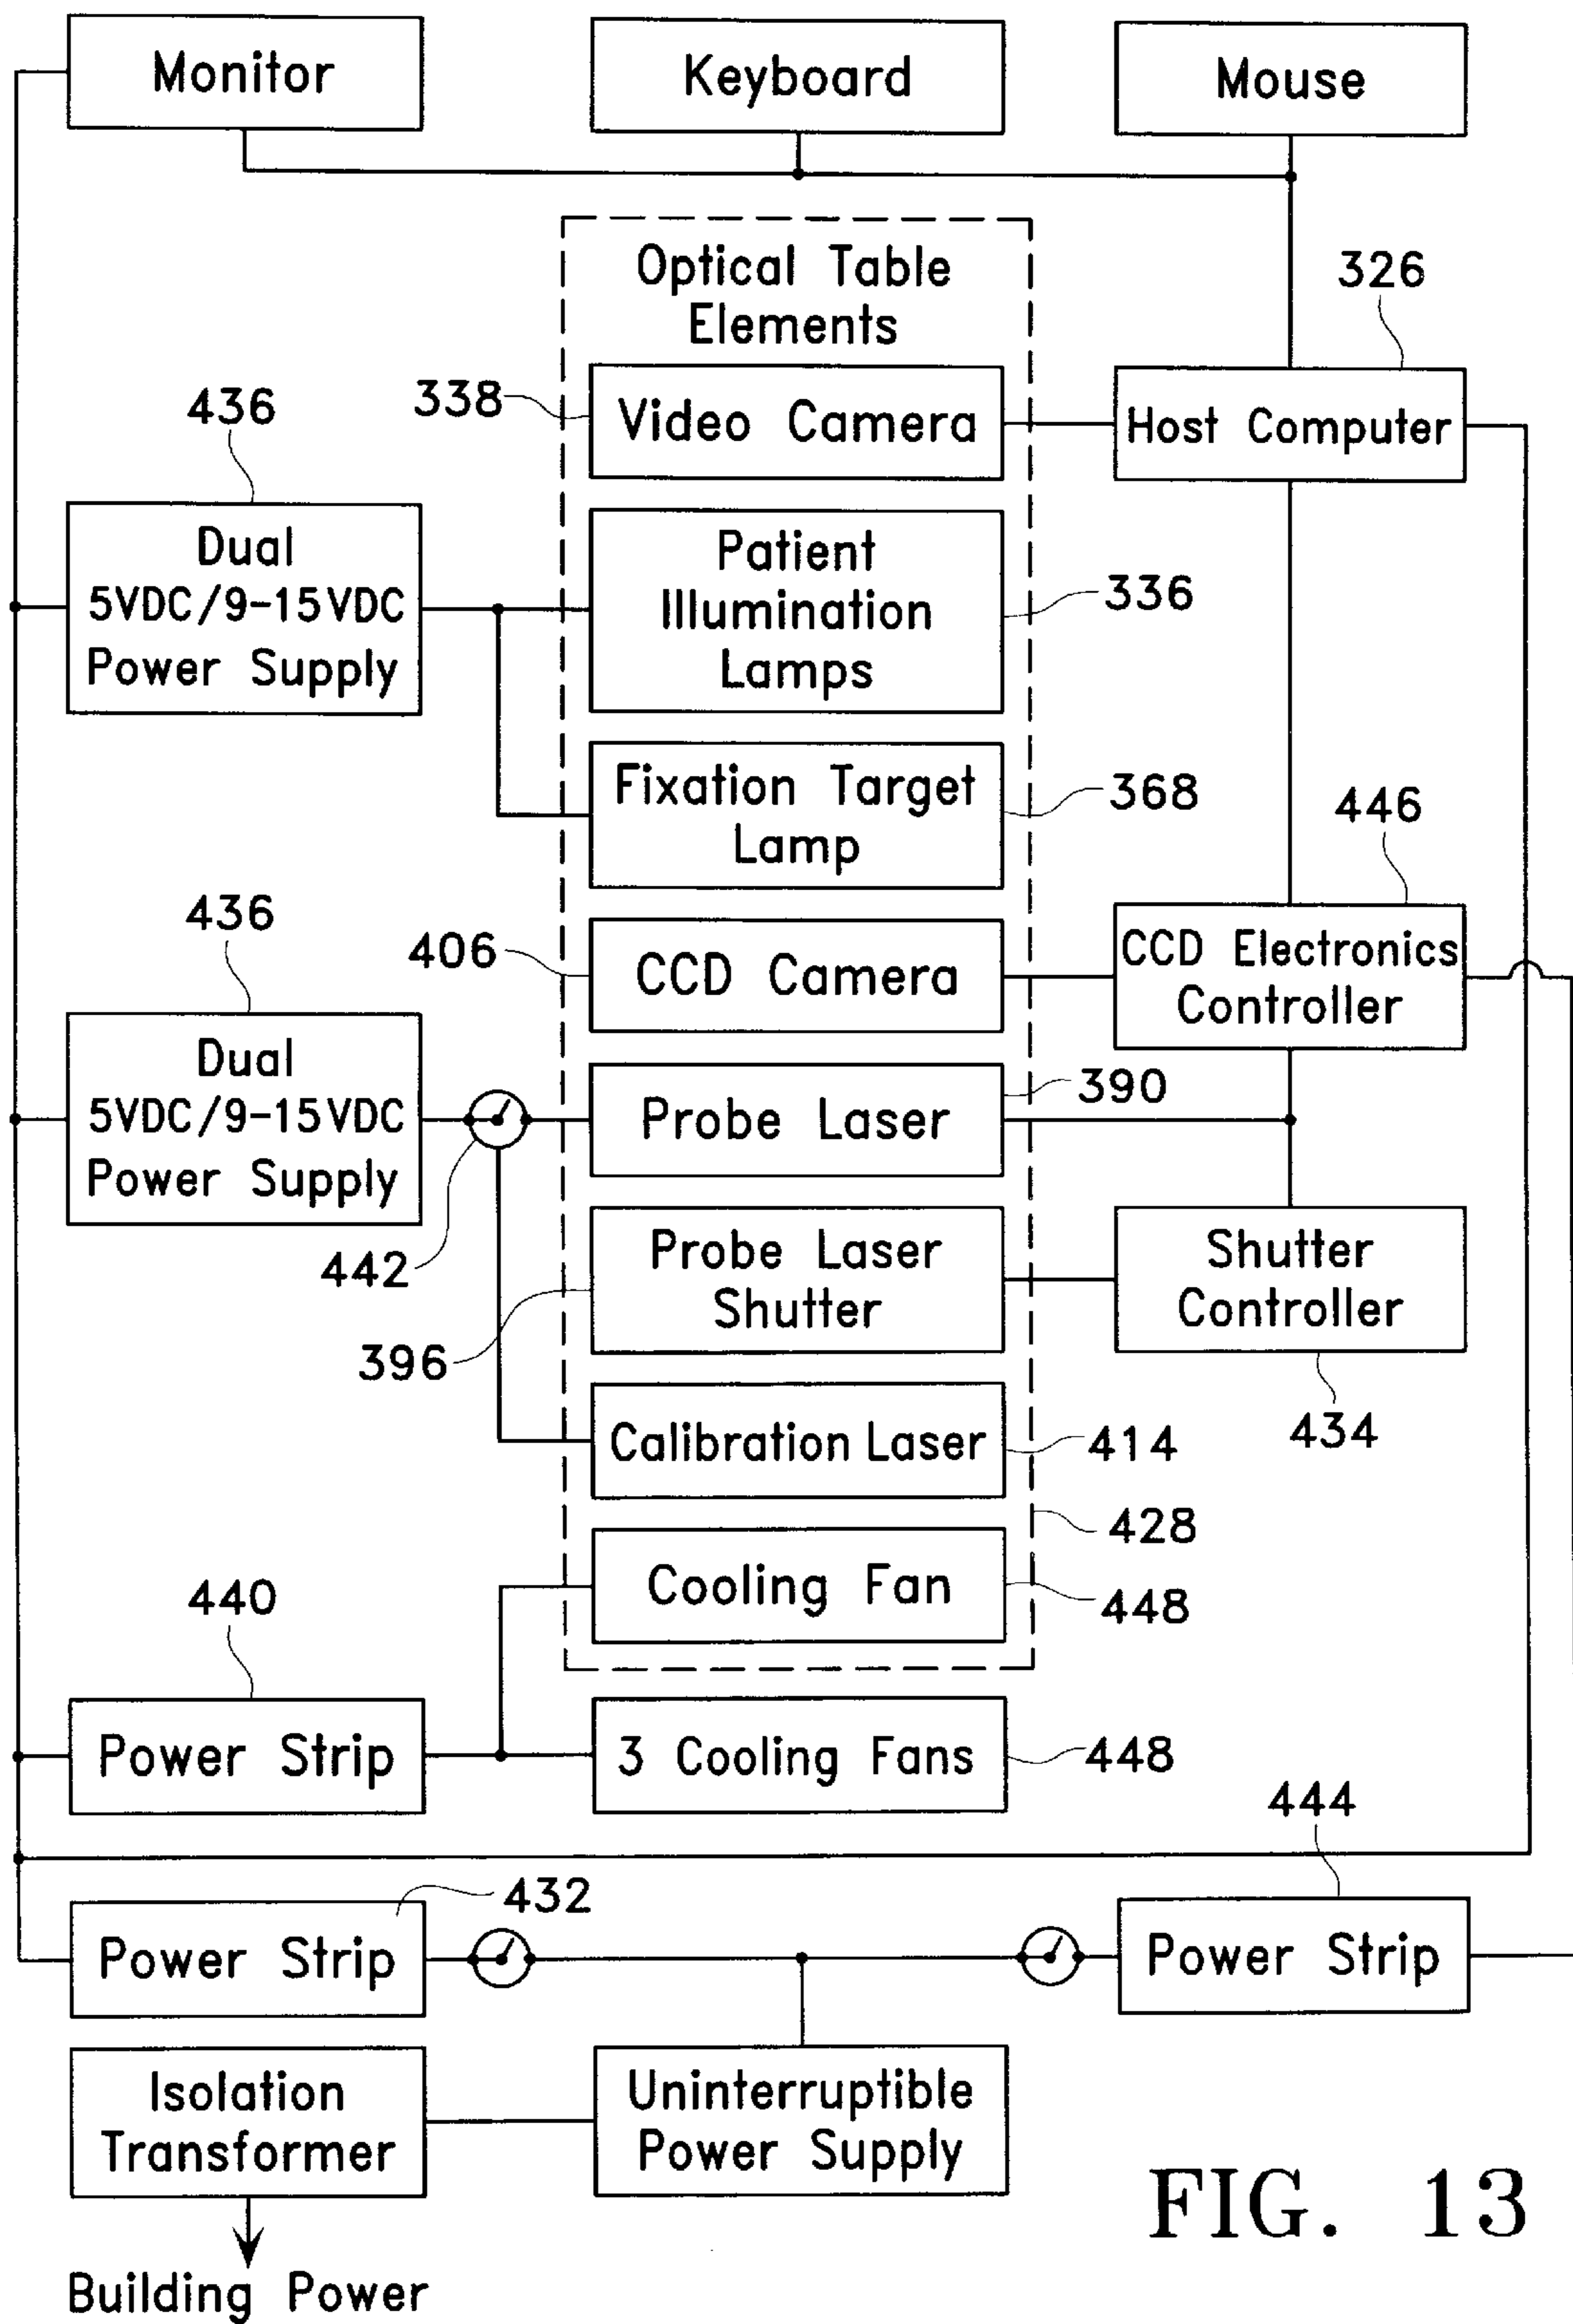 Monitor
Keyboard
Mouse
Optical Table
Elements
326
338
Video Camera
Host Computer
436
Dual
5VDC/9-15VDC
Power Supply
Patient
Illumination
Lamps
336
Fixation Target
Lamp
368
446
436
406
CCD Camera
CCD Electronics
Controller
Dual
5VDC/9-15VDC
Power Supply
390
Probe Laser
442
Probe Laser
Shutter
Shutter
Controller
396
434
Calibration Laser
414
428
Cooling Fan
448
440
Power Strip
3 Cooling Fans
448
444
432
Power Strip
Power Strip
Isolation
Transformer
Uninterruptible
Power Supply
Building Power
FIG. 13